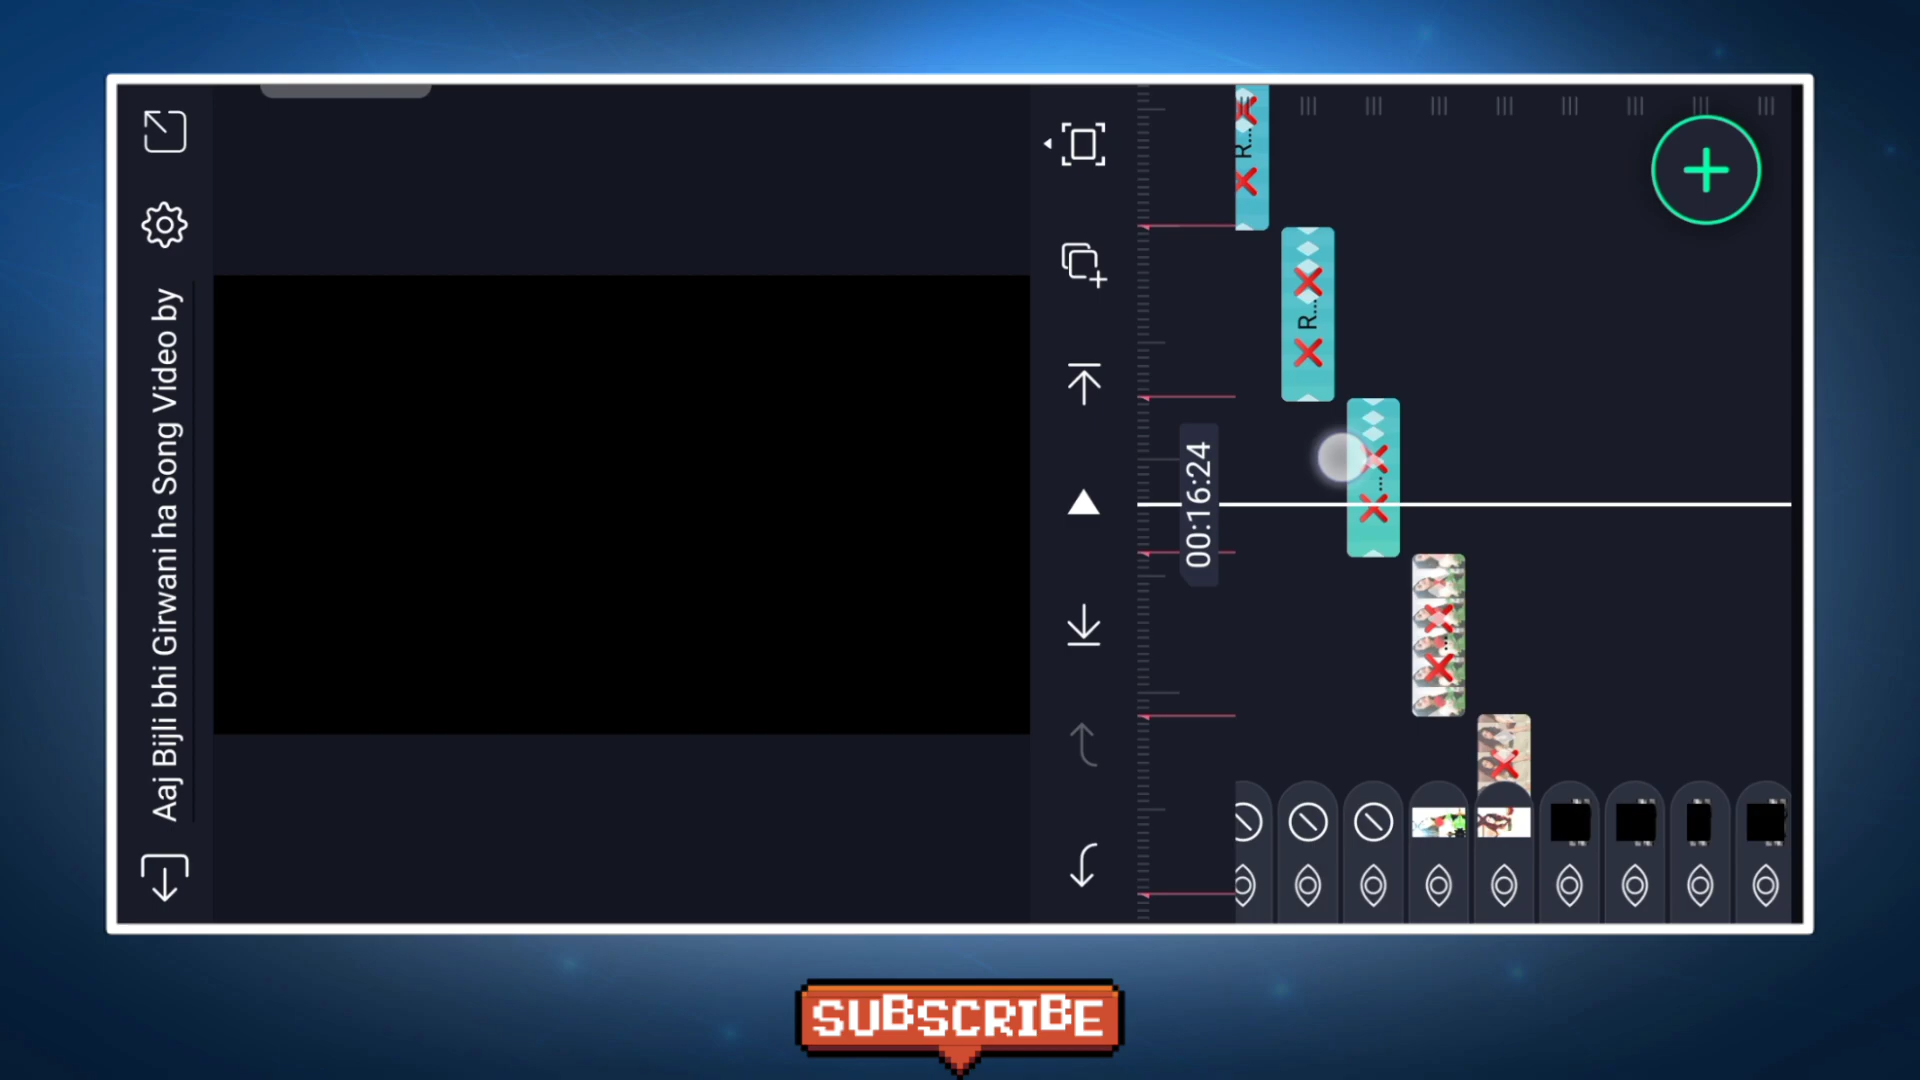 Aaj Bijli bhi Girwani ha Song Video by
00:16:24
R...
R...
...
...
SUBSCRIBE